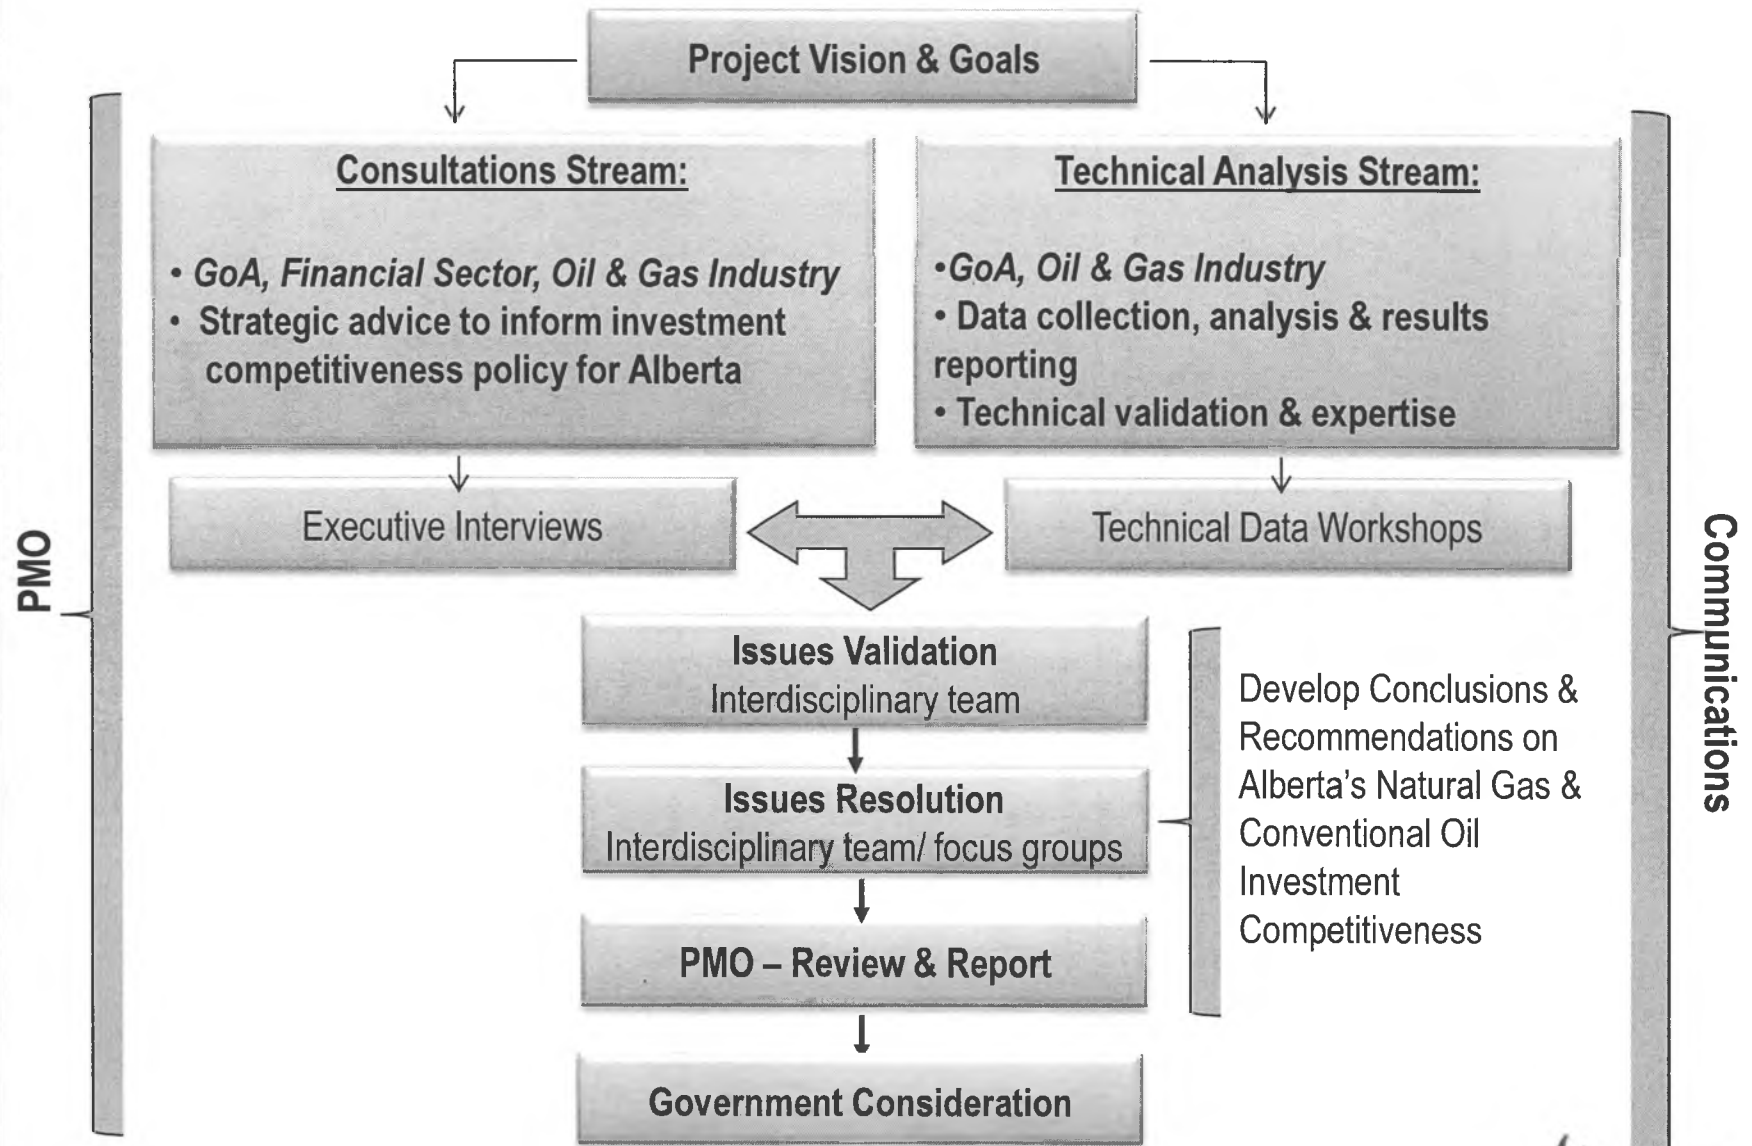 Project Vision & Goals
Consultations Stream:
• GoA, Financial Sector, Oil & Gas Industry
• Strategic advice to inform investment
competitiveness policy for Alberta
Technical Analysis Stream:
•GoA, Oil & Gas Industry
• Data collection, analysis & results
reporting
• Technical validation & expertise
Executive Interviews
Technical Data Workshops
PMO
Communications
Issues Validation
Interdisciplinary team
Issues Resolution
Interdisciplinary team/ focus groups
Develop Conclusions &
Recommendations on
Alberta's Natural Gas &
Conventional Oil
Investment
Competitiveness
PMO – Review & Report
Government Consideration